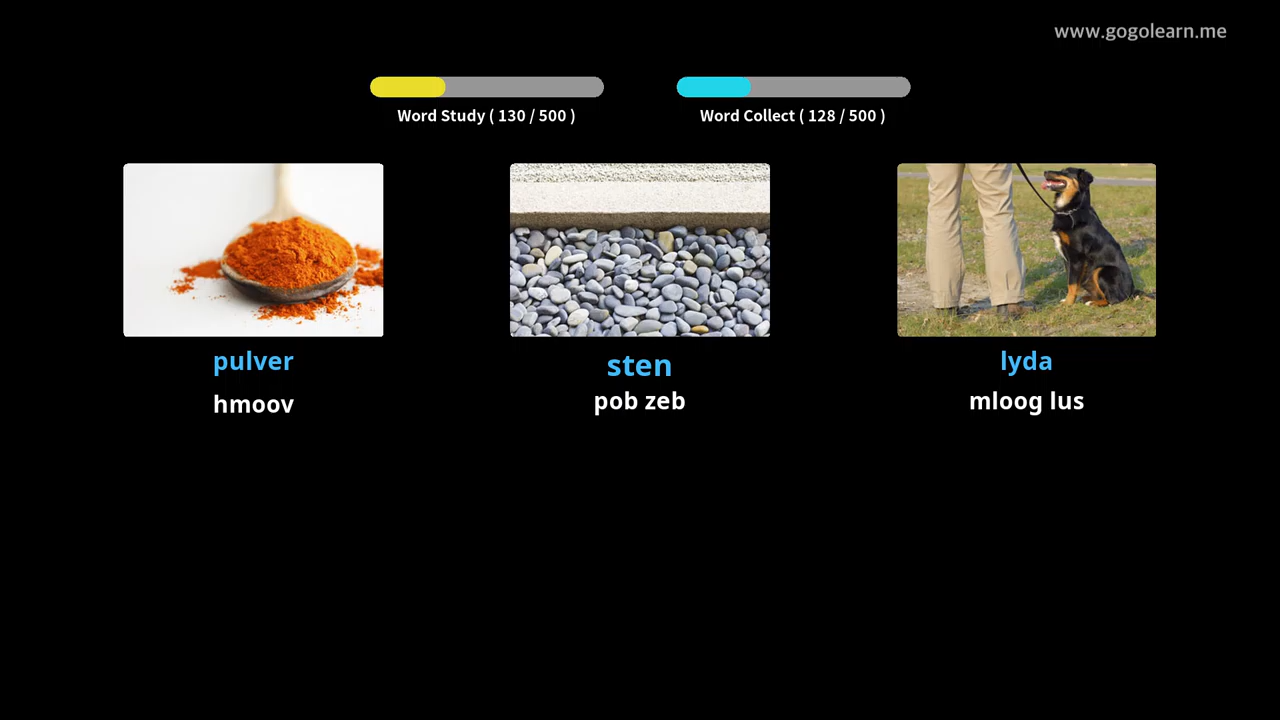 www.gogolearn.me
Word Study ( 130 / 500 )
Word Collect ( 128 / 500 )
pulver
hmoov
sten
pob zeb
lyda
mloog lus